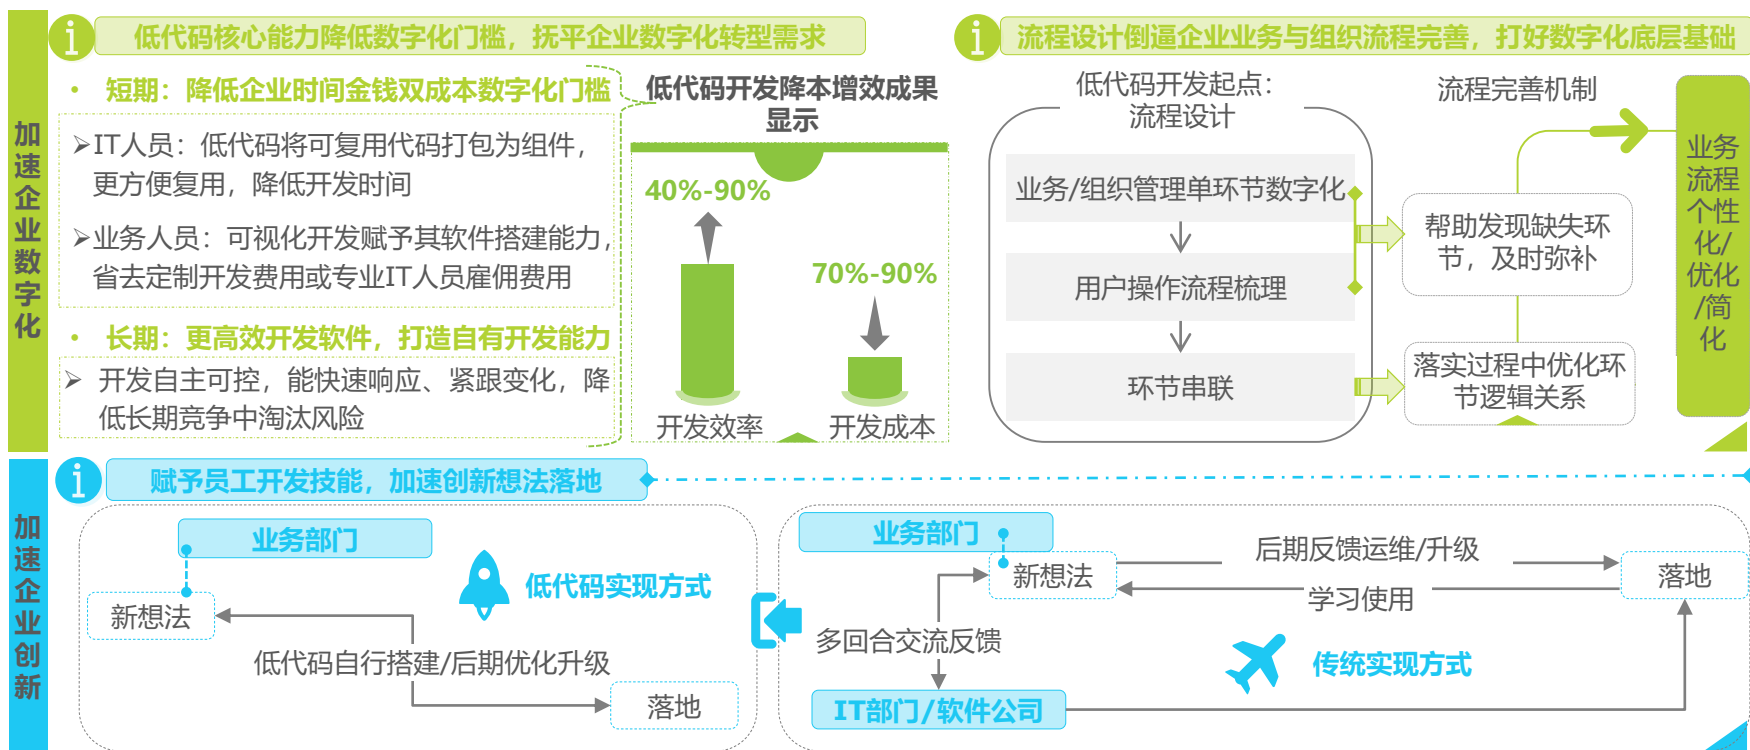 加速企业数字化
低代码核心能力降低数字化门槛，抚平企业数字化转型需求
• 短期：降低企业时间金钱双成本数字化门槛
➢IT人员：低代码将可复用代码打包为组件，
更方便复用，降低开发时间
➢业务人员：可视化开发赋予其软件搭建能力，
省去定制开发费用或专业IT人员雇佣费用
• 长期：更高效开发软件，打造自有开发能力
➢ 开发自主可控，能快速响应、紧跟变化，降
低长期竞争中淘汰风险
低代码开发降本增效成果
显示
40%-90%
70%-90%
开发效率
开发成本
流程设计倒逼企业业务与组织流程完善，打好数字化底层基础
低代码开发起点：
流程设计
业务/组织管理单环节数字化
用户操作流程梳理
环节串联
流程完善机制
帮助发现缺失环
节，及时弥补
落实过程中优化环
节逻辑关系
业务
流程
个性
化/
优化
/简
化
加速企业创新
赋予员工开发技能，加速创新想法落地
业务部门
新想法
低代码实现方式
低代码自行搭建/后期优化升级
落地
业务部门
新想法
后期反馈运维/升级
学习使用
落地
多回合交流反馈
传统实现方式
IT部门/软件公司